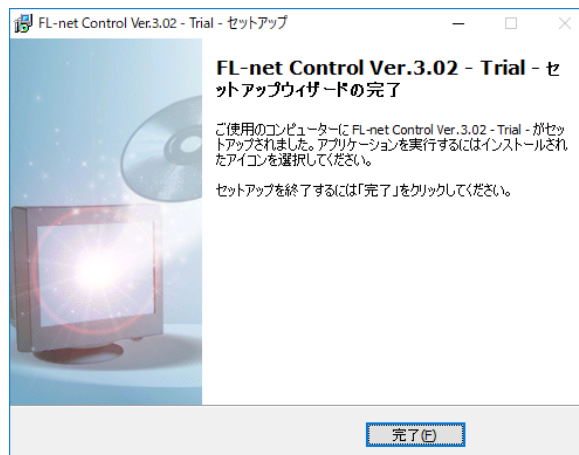 FL-net Control Ver.3.02 - Trial - セットアップ
FL-net Control Ver.3.02 - Trial - セ
ットアップウィザードの完了
ご使用のコンピューターに FL-net Control Ver.3.02 - Trial - がセッ
トアップされました。アプリケーションを実行するにはインストールされ
たアイコンを選択してください。
セットアップを終了するには「完了」をクリックしてください。
完了(F)